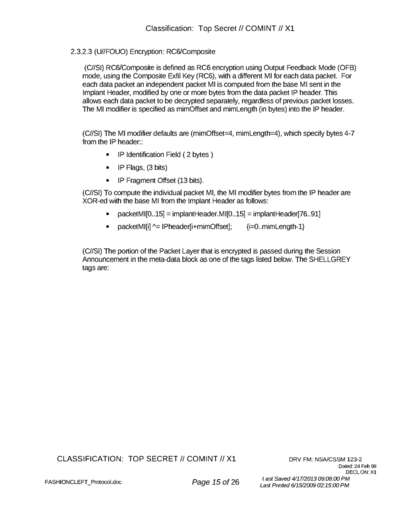 Classification: Top Secret // COMINT // X1
2.3.2.3 (U//FOUO) Encryption: RC6/Composite
(C//SI) RC6/Composite is defined as RC6 encryption using Output Feedback Mode (OFB)
mode, using the Composite Exfil Key (RC6), with a different MI for each data packet. For
each data packet an independent packet MI is computed from the base MI sent in the
Implant Header, modified by one or more bytes from the data packet IP header. This
allows each data packet to be decrypted separately, regardless of previous packet losses.
The MI modifier is specified as mimOffset and mimLength (in bytes) into the IP header.
(C//SI) The MI modifier defaults are (mimOffset=4, mimLength=4), which specify bytes 4-7
from the IP header::
• IP Identification Field ( 2 bytes )
• IP Flags, (3 bits)
• IP Fragment Offset (13 bits).
(C//SI) To compute the individual packet MI, the MI modifier bytes from the IP header are
XOR-ed with the base MI from the Implant Header as follows:
• packetMI[0..15] = implantHeader.MI[0..15] = implantHeader[76..91]
• packetMI[i] ^= IPheader[i+mimOffset]; {i=0..mimLength-1}
(C//SI) The portion of the Packet Layer that is encrypted is passed during the Session
Announcement in the meta-data block as one of the tags listed below. The SHELLGREY
tags are:
CLASSIFICATION: TOP SECRET // COMINT // X1
DRV FM: NSA/CSSM 123-2
Dated: 24 Feb 98
DECL ON: X1
FASHIONCLEFT_Protocol.doc
Page 15 of 26
Last Saved 4/17/2013 09:08:00 PM
Last Printed 6/15/2009 02:15:00 PM